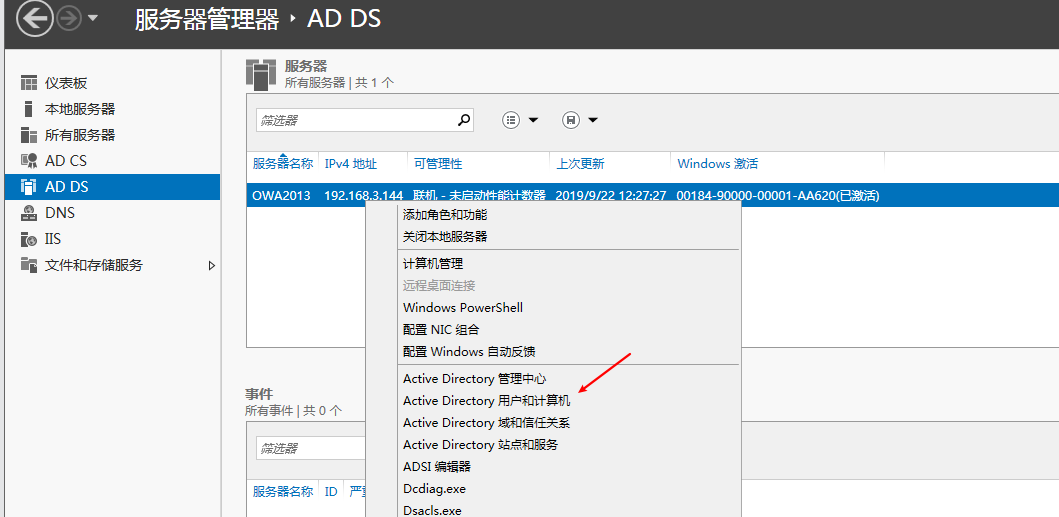 服务器管理器 · AD DS
仪表板
本地服务器
所有服务器
AD CS
AD DS
DNS
IIS
文件和存储服务
服务器
所有服务器 | 共 1 个
筛选器
服务器名称 IPv4 地址 可管理性 上次更新 Windows 激活
OWA2013 192.168.3.144 联机 - 未启动性能计数器 2019/9/22 12:27:27 00184-90000-00001-AA620(已激活)
添加角色和功能
关闭本地服务器
计算机管理
远程桌面连接
Windows PowerShell
配置 NIC 组合
配置 Windows 自动反馈
Active Directory 管理中心
Active Directory 用户和计算机
Active Directory 域和信任关系
Active Directory 站点和服务
ADSI 编辑器
Dcdiag.exe
Dsacls.exe
事件
所有事件 | 共 0 个
筛选器
服务器名称 ID 严